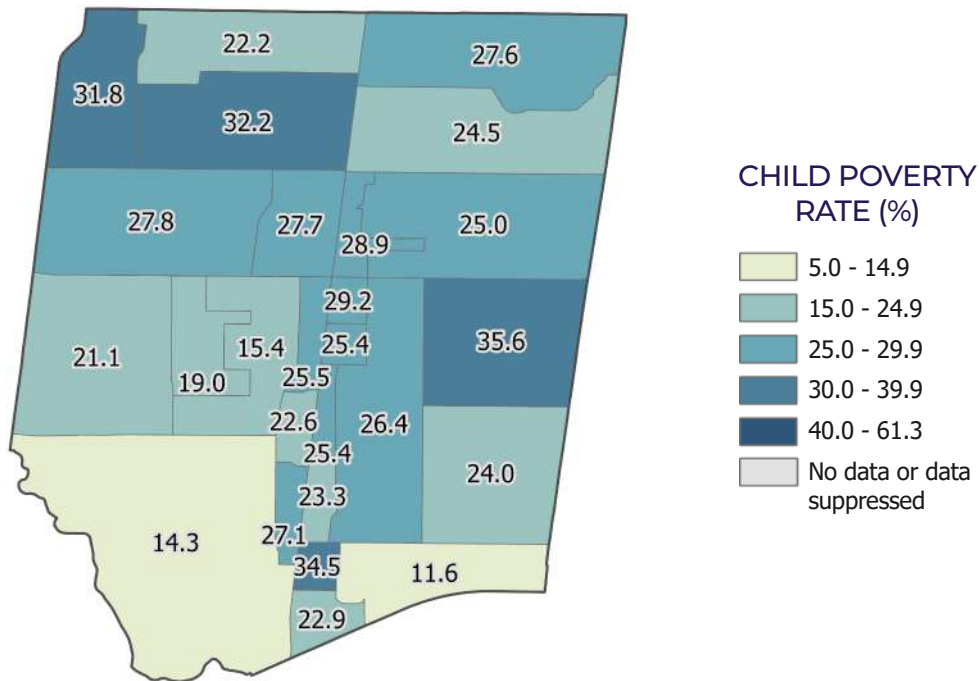 22.2
27.6
31.8
32.2
24.5
27.8
27.7
28.9
25.0
29.2
21.1
15.4
25.4
35.6
19.0
25.5
22.6
26.4
25.4
24.0
23.3
27.1
14.3
34.5
11.6
22.9
CHILD POVERTY
RATE (%)
5.0 - 14.9
15.0 - 24.9
25.0 - 29.9
30.0 - 39.9
40.0 - 61.3
No data or data
suppressed